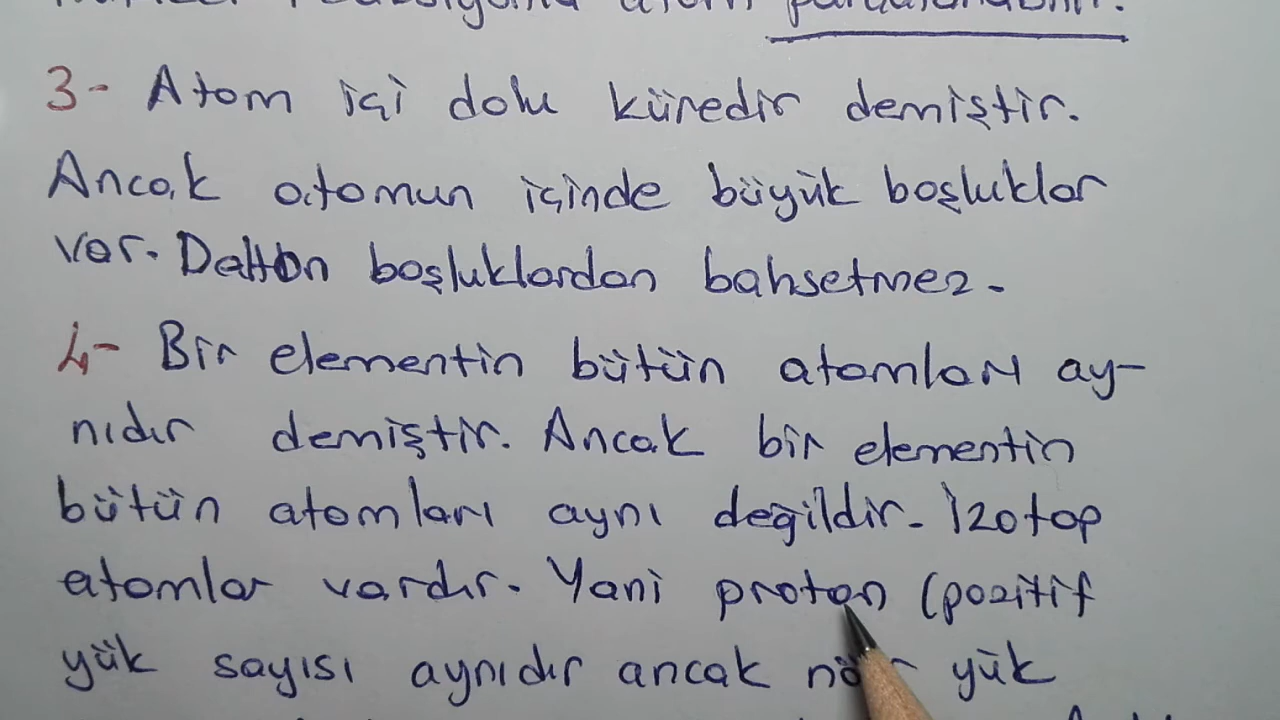 atom parçalanabilir.
3- Atom içi dolu küredir demiştir.
Ancak atomun içinde büyük boşluklar
var. Dalton boşluklardan bahsetmez.
4- Bir elementin bütün atomları ay-
nıdır demiştir. Ancak bir elementin
bütün atomları aynı değildir. İzotop
atomlar vardır. Yani proton (pozitif
yük sayısı aynıdır ancak yük